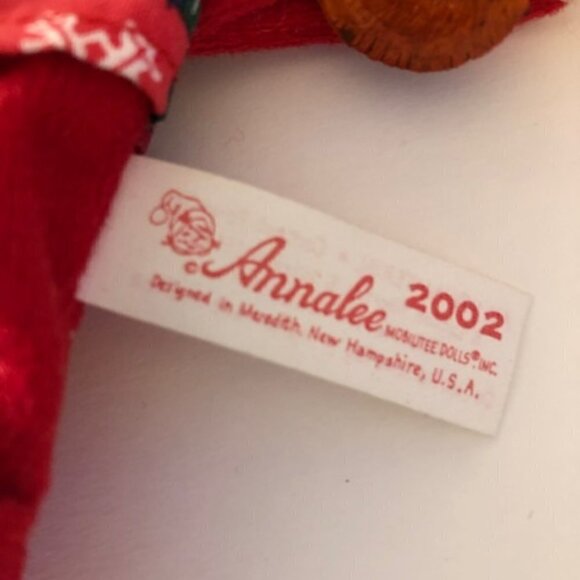 © Annalee 2002
MOBILITEE DOLLS®, INC.
Designed in Meredith, New Hampshire, U.S.A.